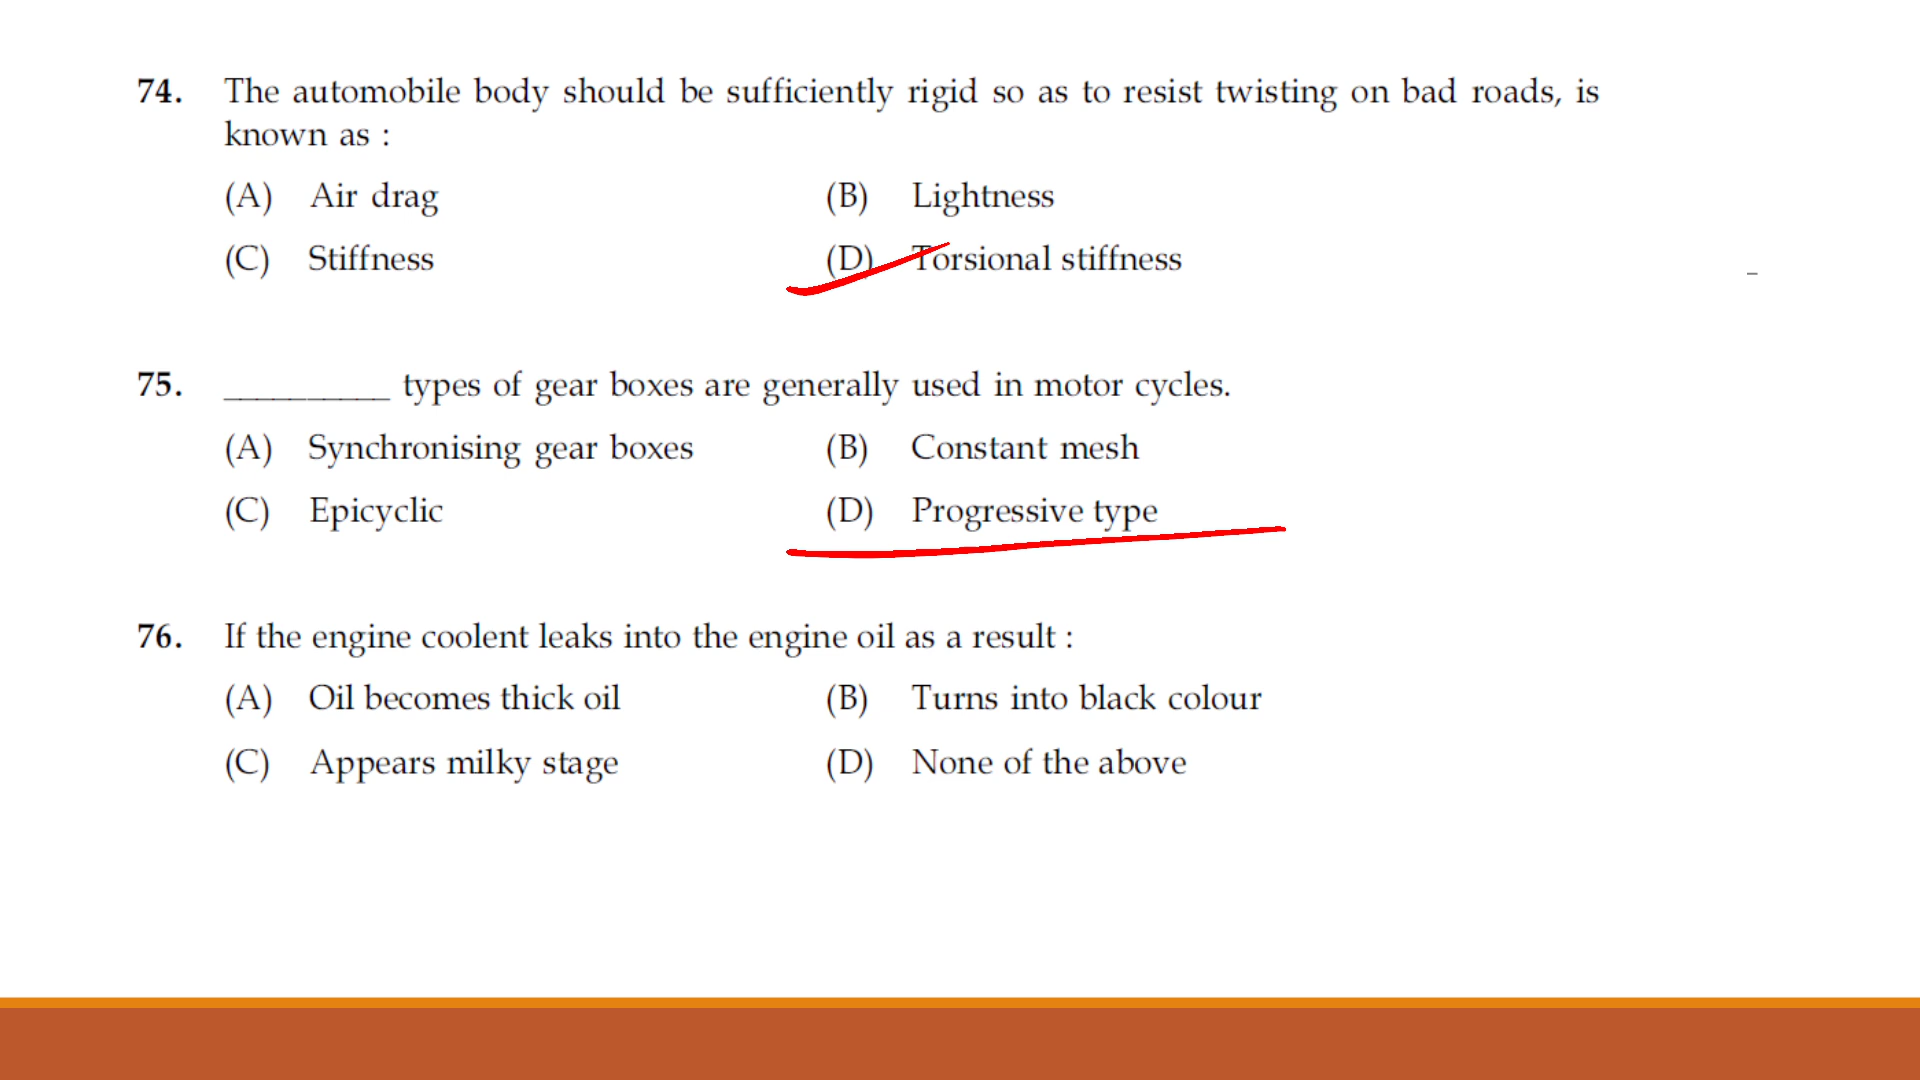 74. The automobile body should be sufficiently rigid so as to resist twisting on bad roads, is
known as :
(A) Air drag (B) Lightness
(C) Stiffness (D) Torsional stiffness
75. __________ types of gear boxes are generally used in motor cycles.
(A) Synchronising gear boxes (B) Constant mesh
(C) Epicyclic (D) Progressive type
76. If the engine coolent leaks into the engine oil as a result :
(A) Oil becomes thick oil (B) Turns into black colour
(C) Appears milky stage (D) None of the above